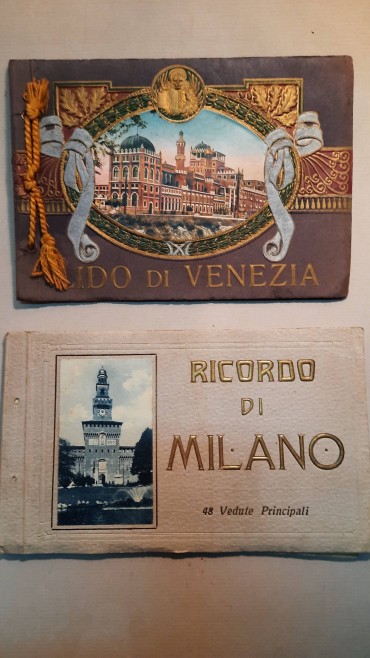 LIDO DI VENEZIA
RICORDO
DI
MILANO
48 Vedute Principali